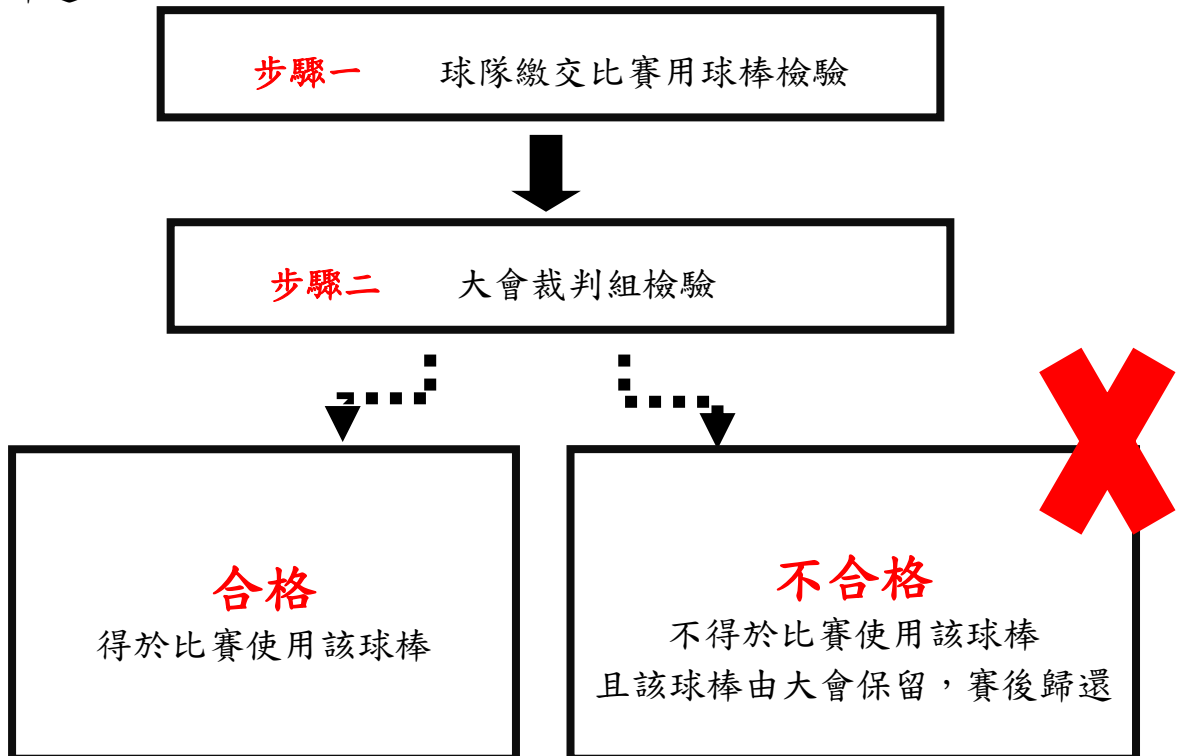 步驟一 球隊繳交比賽用球棒檢驗
步驟二 大會裁判組檢驗
合格
得於比賽使用該球棒
不合格
不得於比賽使用該球棒
且該球棒由大會保留，賽後歸還